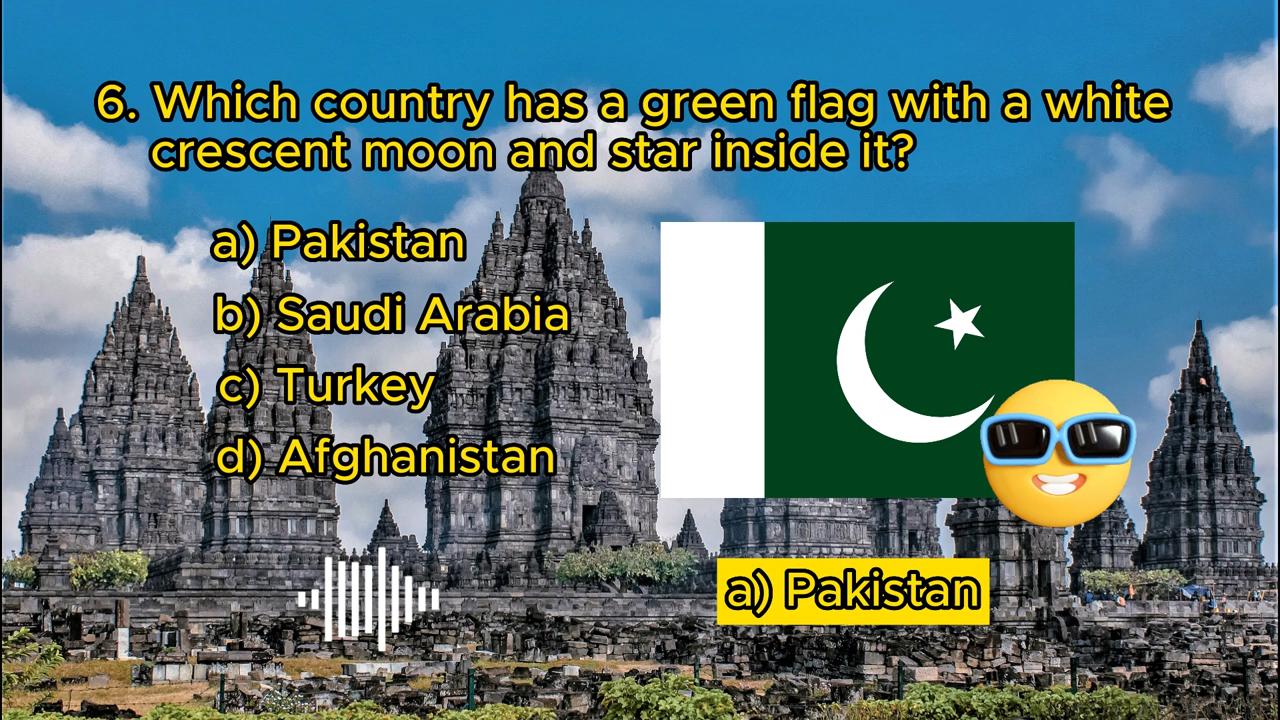 6. Which country has a green flag with a white
crescent moon and star inside it?
a) Pakistan
b) Saudi Arabia
c) Turkey
d) Afghanistan
a) Pakistan